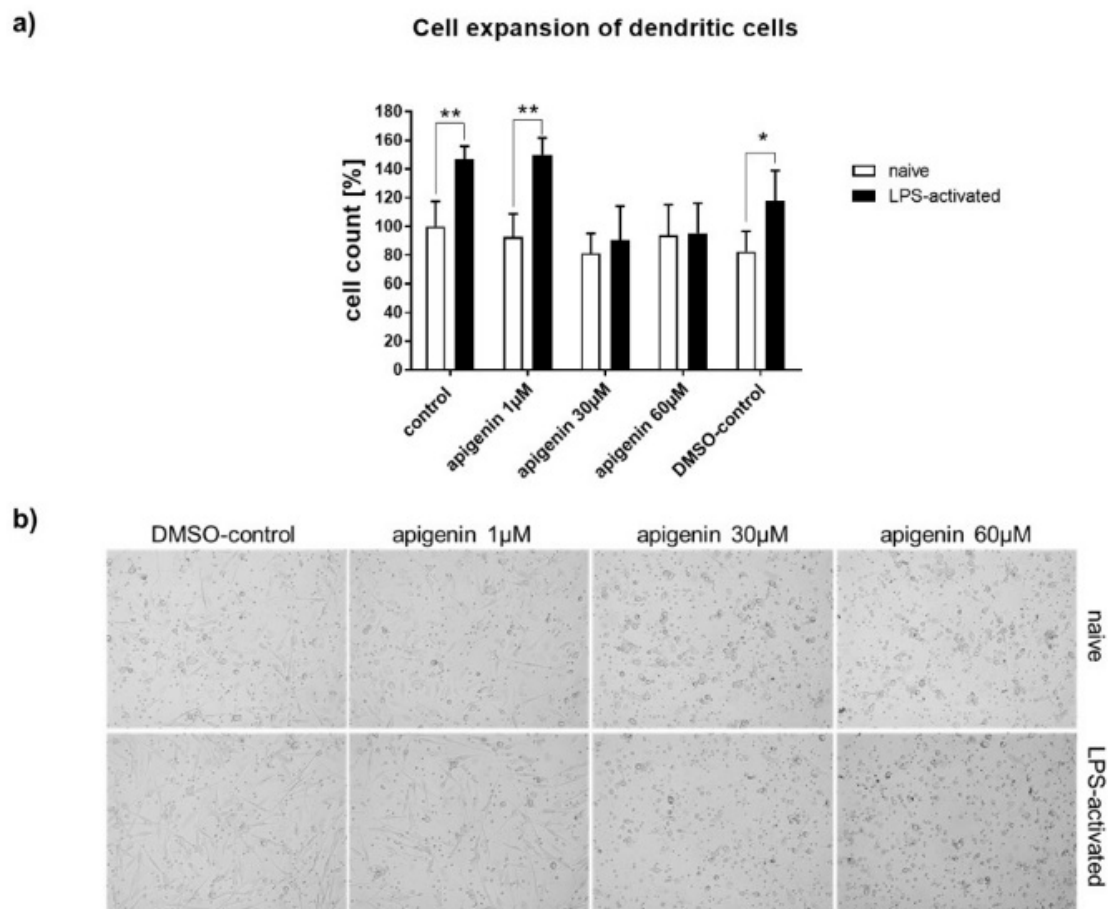 a)
Cell expansion of dendritic cells
cell count [%]
180
160
140
120
100
80
60
40
20
0
**
**
*
naive
LPS-activated
control
apigenin 1µM
apigenin 30µM
apigenin 60µM
DMSO-control
b)
DMSO-control apigenin 1µM apigenin 30µM apigenin 60µM
naive
LPS-activated